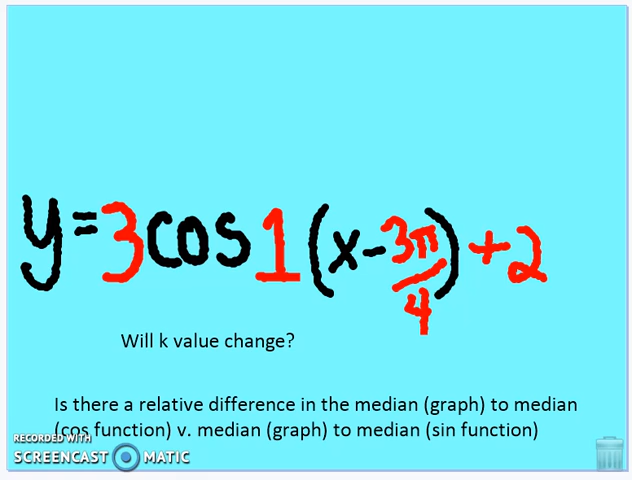 y=3cos1(x-3π/4)+2
Will k value change?
Is there a relative difference in the median (graph) to median
(cos function) v. median (graph) to median (sin function)
RECORDED WITH
SCREENCAST MATIC